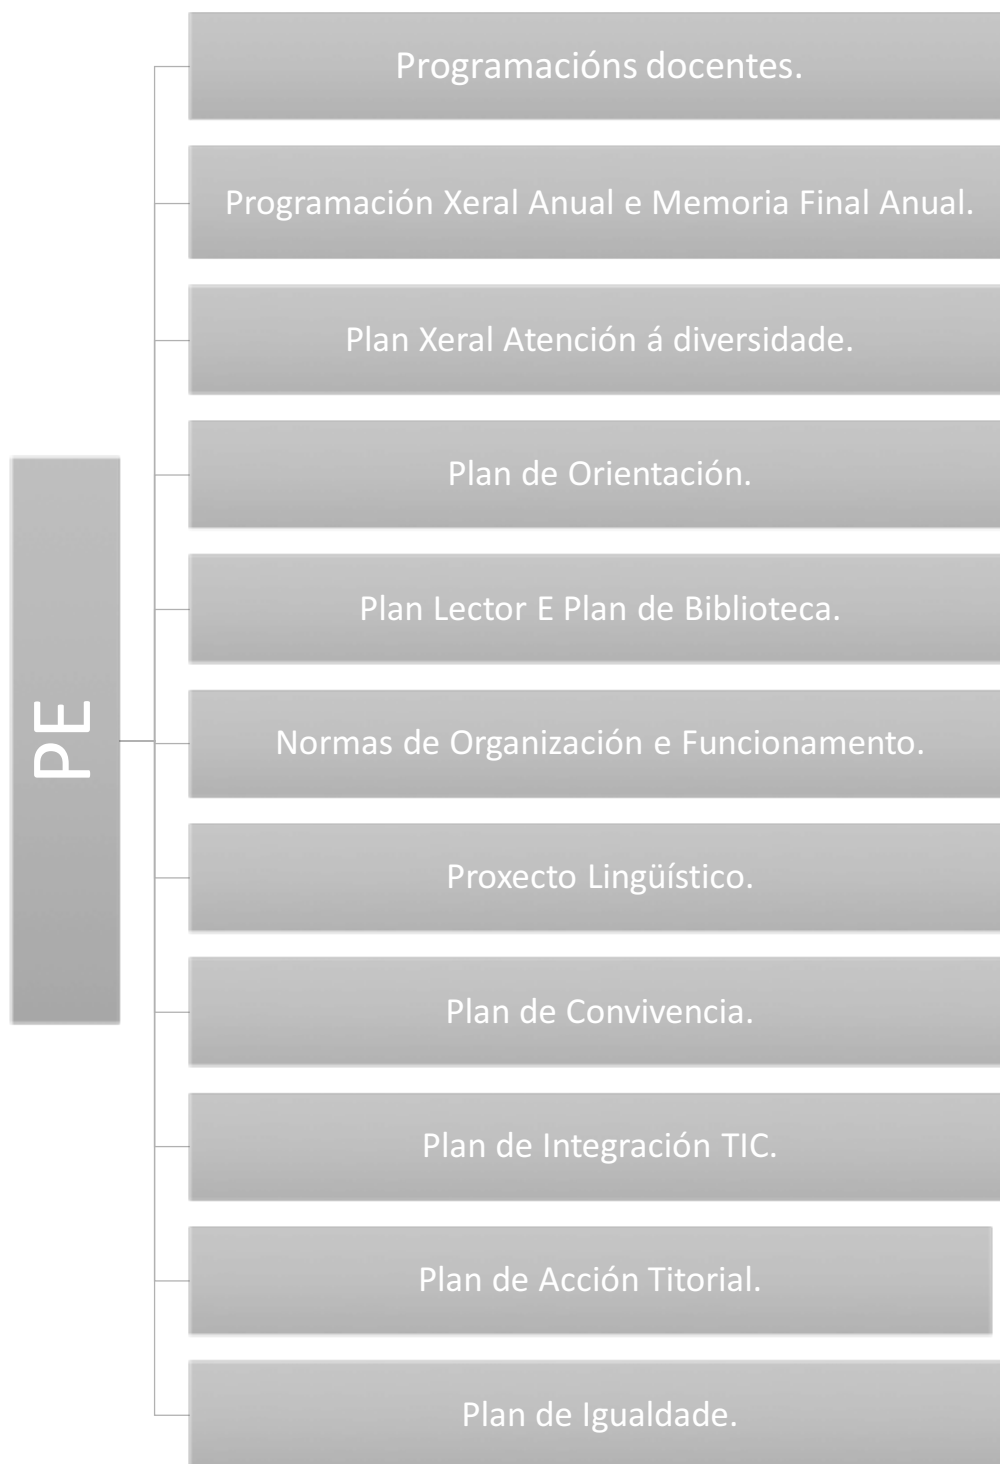 PE
Programacións docentes.
Programación Xeral Anual e Memoria Final Anual.
Plan Xeral Atención á diversidade.
Plan de Orientación.
Plan Lector E Plan de Biblioteca.
Normas de Organización e Funcionamento.
Proxecto Lingüístico.
Plan de Convivencia.
Plan de Integración TIC.
Plan de Acción Titorial.
Plan de Igualdade.